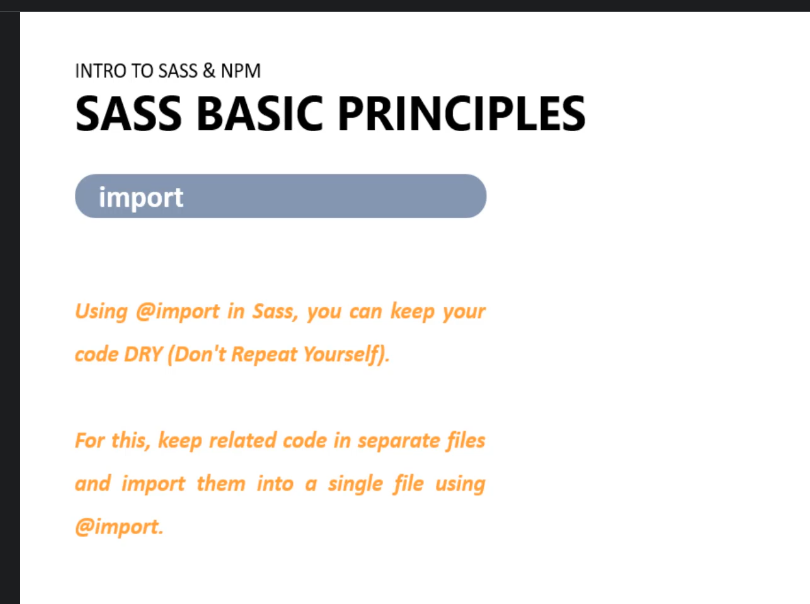 INTRO TO SASS & NPM
SASS BASIC PRINCIPLES
import
Using @import in Sass, you can keep your
code DRY (Don't Repeat Yourself).
For this, keep related code in separate files
and import them into a single file using
@import.